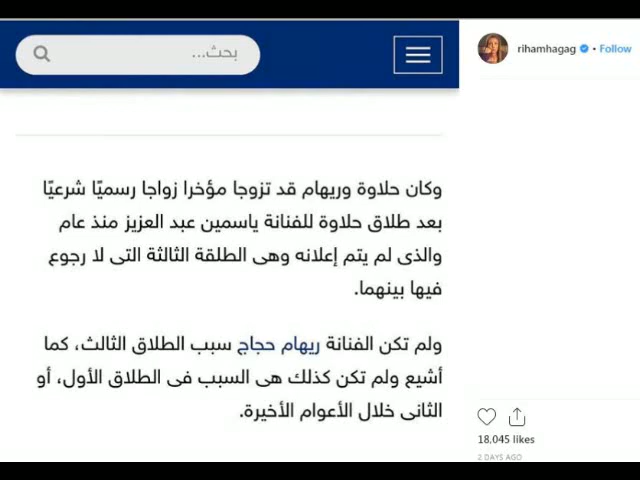 بحث...
وكان حلاوة وريهام قد تزوجا مؤخرا زواجا رسميًا شرعيًا
بعد طلاق حلاوة للفنانة ياسمين عبد العزيز منذ عام
والذى لم يتم إعلانه وهى الطلقة الثالثة التى لا رجوع
فيها بينهما.
ولم تكن الفنانة ريهام حجاج سبب الطلاق الثالث، كما
أشيع ولم تكن كذلك هى السبب فى الطلاق الأول، أو
الثانى خلال الأعوام الأخيرة.
rihamhagag • Follow
18,045 likes
2 DAYS AGO